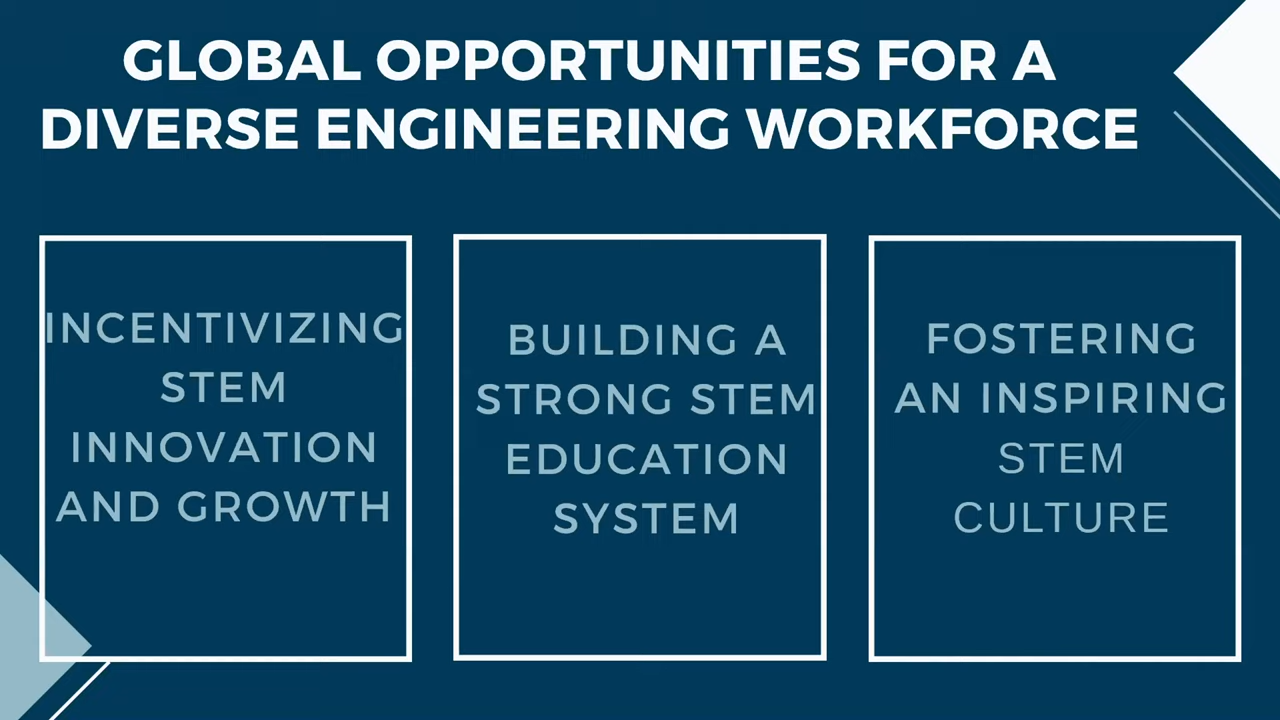 GLOBAL OPPORTUNITIES FOR A
DIVERSE ENGINEERING WORKFORCE
INCENTIVIZING
STEM
INNOVATION
AND GROWTH
BUILDING A
STRONG STEM
EDUCATION
SYSTEM
FOSTERING
AN INSPIRING
STEM
CULTURE